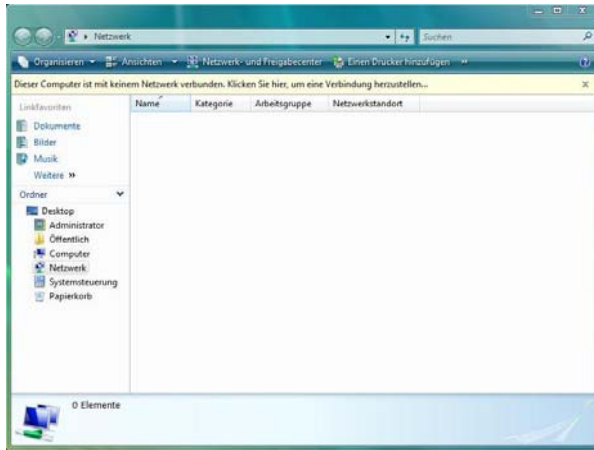 Netzwerk
Suchen
Organisieren Ansichten Netzwerk- und Freigabecenter Einen Drucker hinzufügen »
Dieser Computer ist mit keinem Netzwerk verbunden. Klicken Sie hier, um eine Verbindung herzustellen...
Linkfavoriten
Name Kategorie Arbeitsgruppe Netzwerkstandort
Dokumente
Bilder
Musik
Weitere »
Ordner
Desktop
Administrator
Öffentlich
Computer
Netzwerk
Systemsteuerung
Papierkorb
0 Elemente